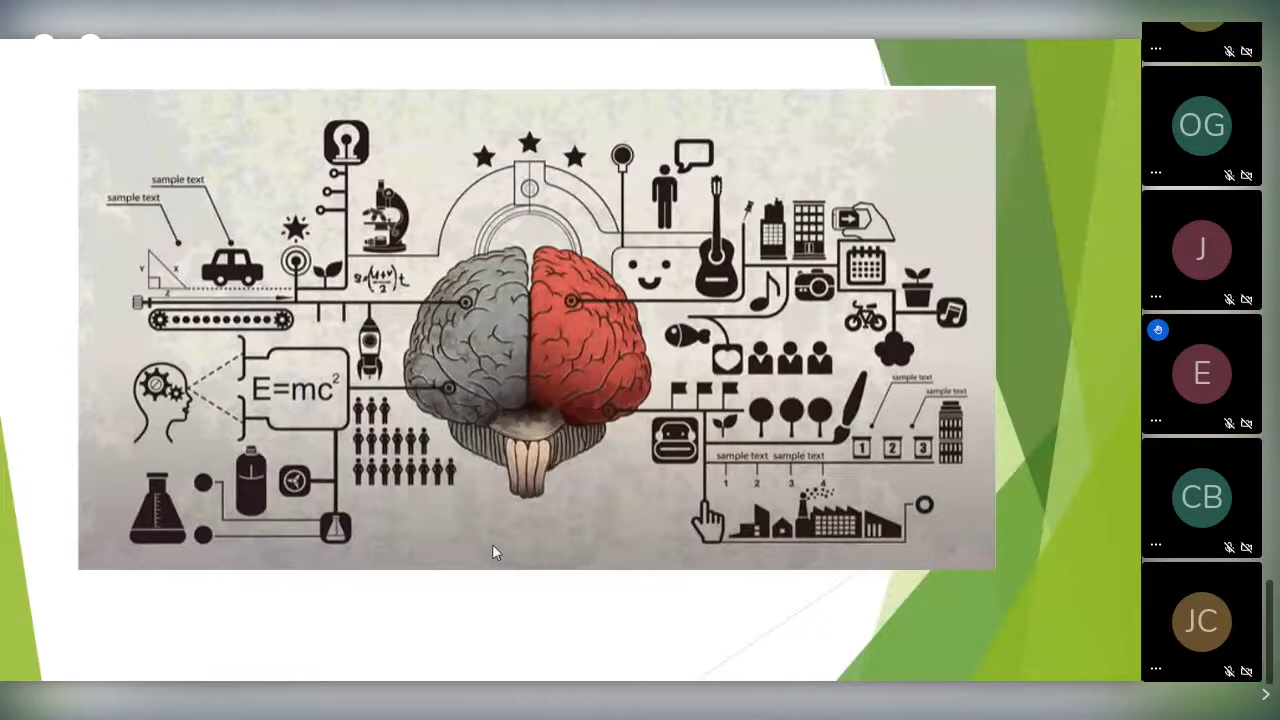 sample text
sample text
Y
X
Z
E=mc²
sample text
sample text
1 2 3
sample text sample text
1 2 3 4
OG
J
E
CB
JC